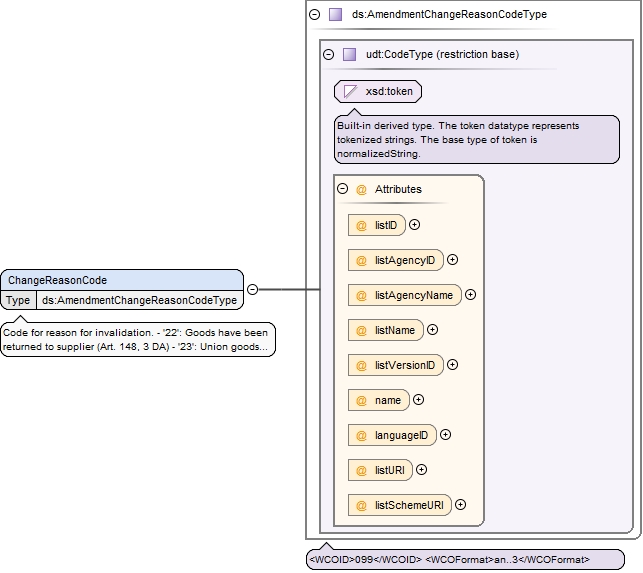 ds:AmendmentChangeReasonCodeType
udt:CodeType (restriction base)
xsd:token
Built-in derived type. The token datatype represents
tokenized strings. The base type of token is
normalizedString.
@ Attributes
@ listID
@ listAgencyID
@ listAgencyName
@ listName
@ listVersionID
@ name
@ languageID
@ listURI
@ listSchemeURI
ChangeReasonCode
Type ds:AmendmentChangeReasonCodeType
Code for reason for invalidation. - '22': Goods have been
returned to supplier (Art. 148, 3 DA) - '23': Union goods...
<WCOID>099</WCOID> <WCOFormat>an..3</WCOFormat>